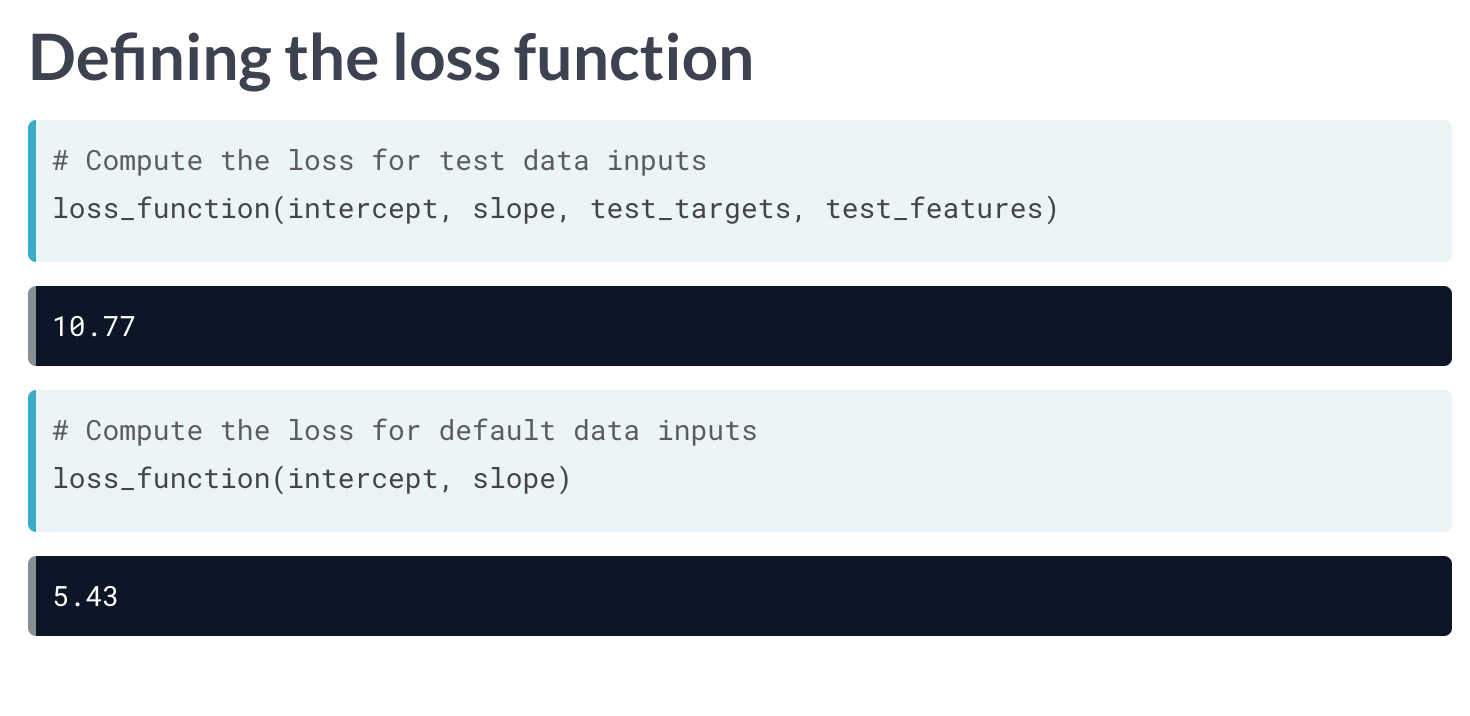 Defining the loss function
# Compute the loss for test data inputs
loss_function(intercept, slope, test_targets, test_features)
10.77
# Compute the loss for default data inputs
loss_function(intercept, slope)
5.43